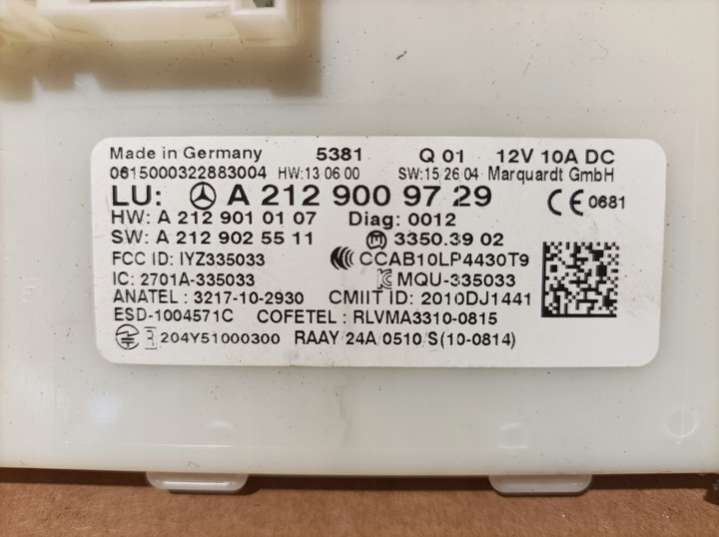 Made in Germany 5381 Q 01 12V 10A DC
0615000322883004 HW:13 06 00 SW:15 26 04 Marquardt GmbH
LU: A 212 900 97 29 CE 0681
HW: A 212 901 01 07 Diag: 0012
SW: A 212 902 55 11 M 3350.3902
FCC ID: IYZ335033 CCAB10LP4430T9
IC: 2701A-335033 MQU-335033
ANATEL : 3217-10-2930 CMIIT ID: 2010DJ1441
ESD-1004571C COFETEL : RLVMA3310-0815
R 204Y51000300 RAAY 24A 0510 S(10-0814)